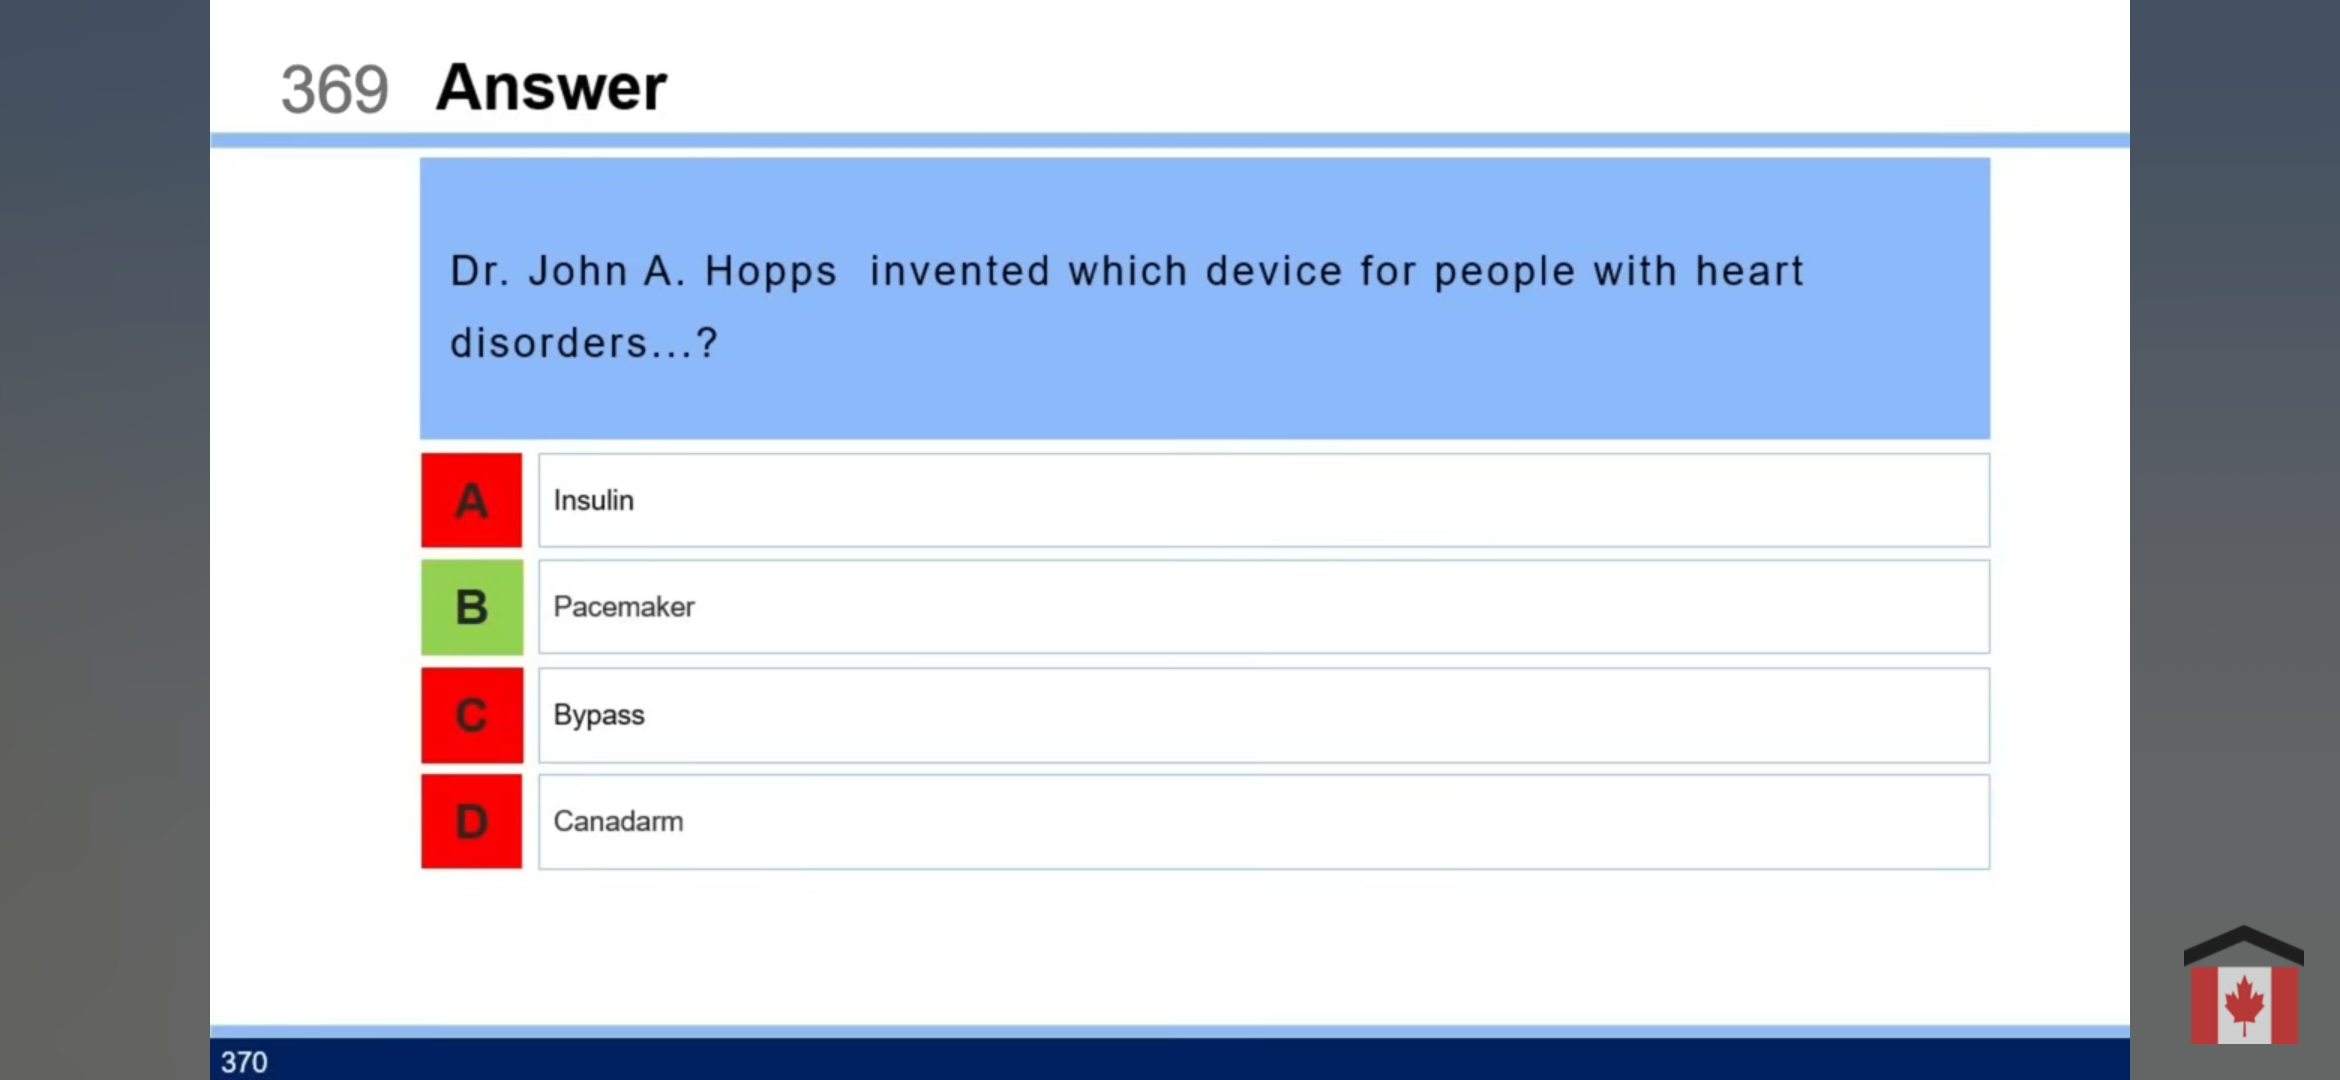 369 Answer
Dr. John A. Hopps invented which device for people with heart
disorders...?
A Insulin
B Pacemaker
C Bypass
D Canadarm
370